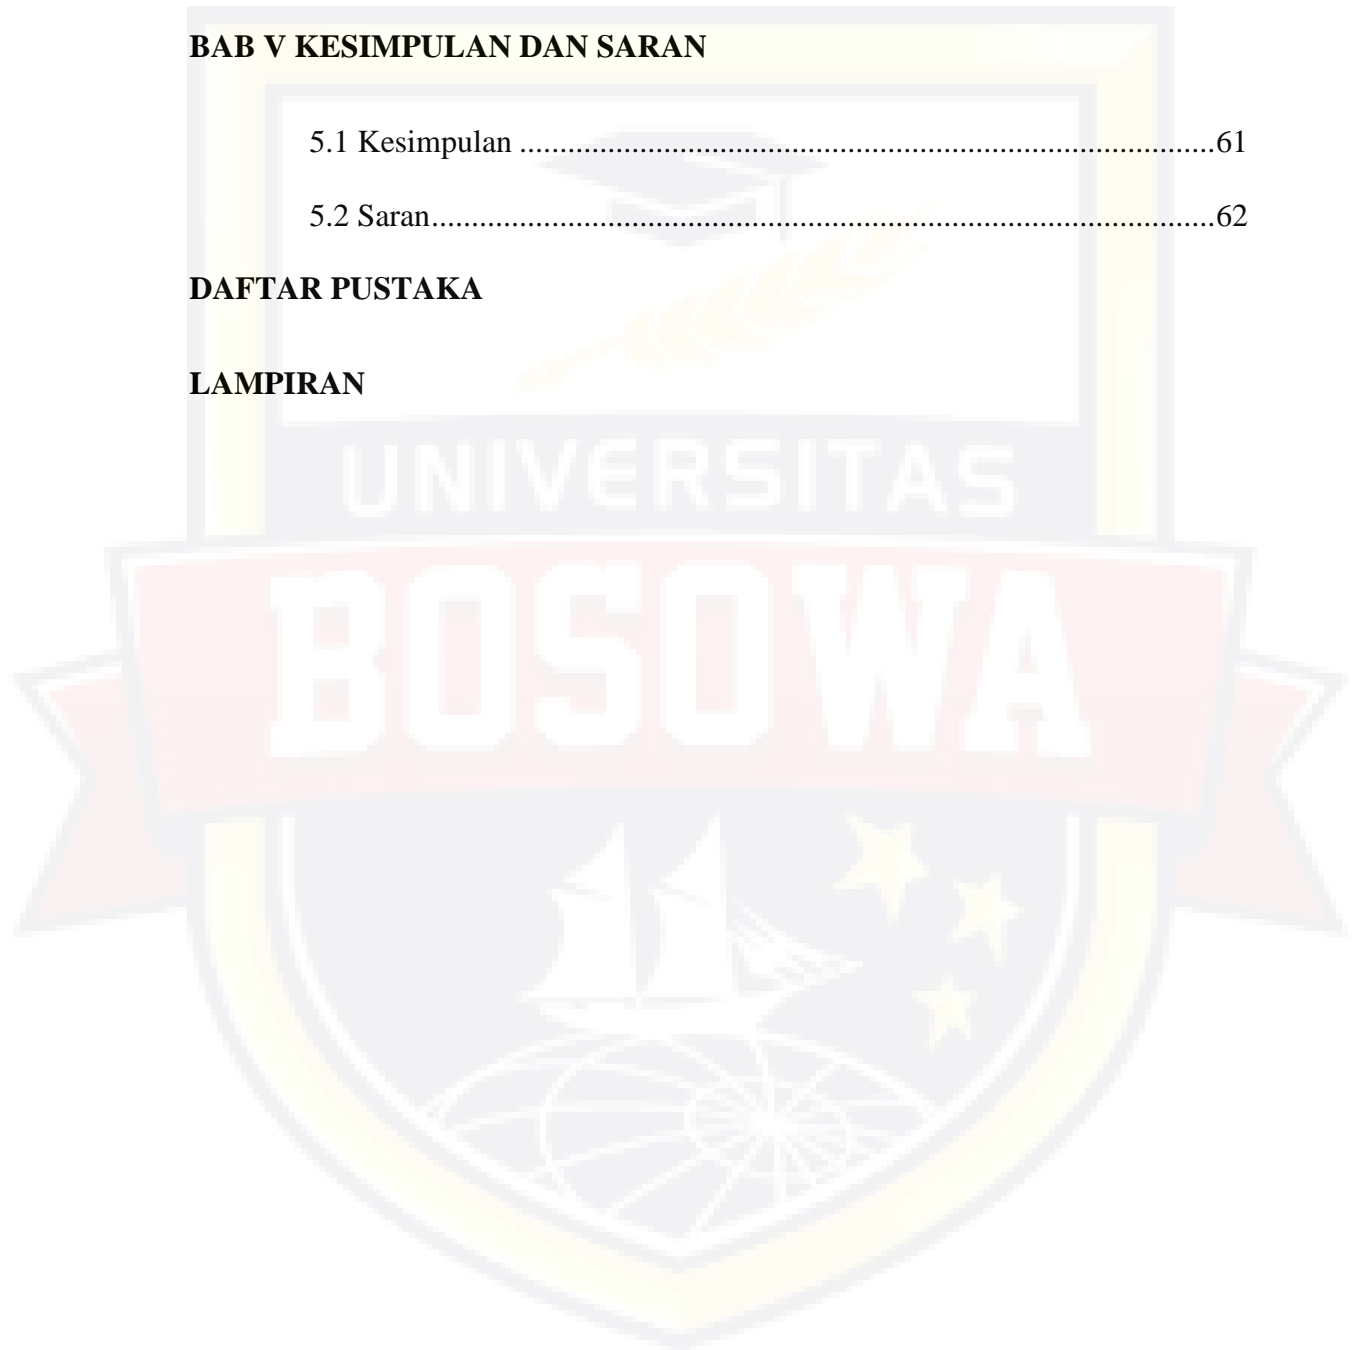 BAB V KESIMPULAN DAN SARAN
5.1 Kesimpulan ........................................................................................61
5.2 Saran...................................................................................................62
DAFTAR PUSTAKA
LAMPIRAN
UNIVERSITAS
BOSOWA